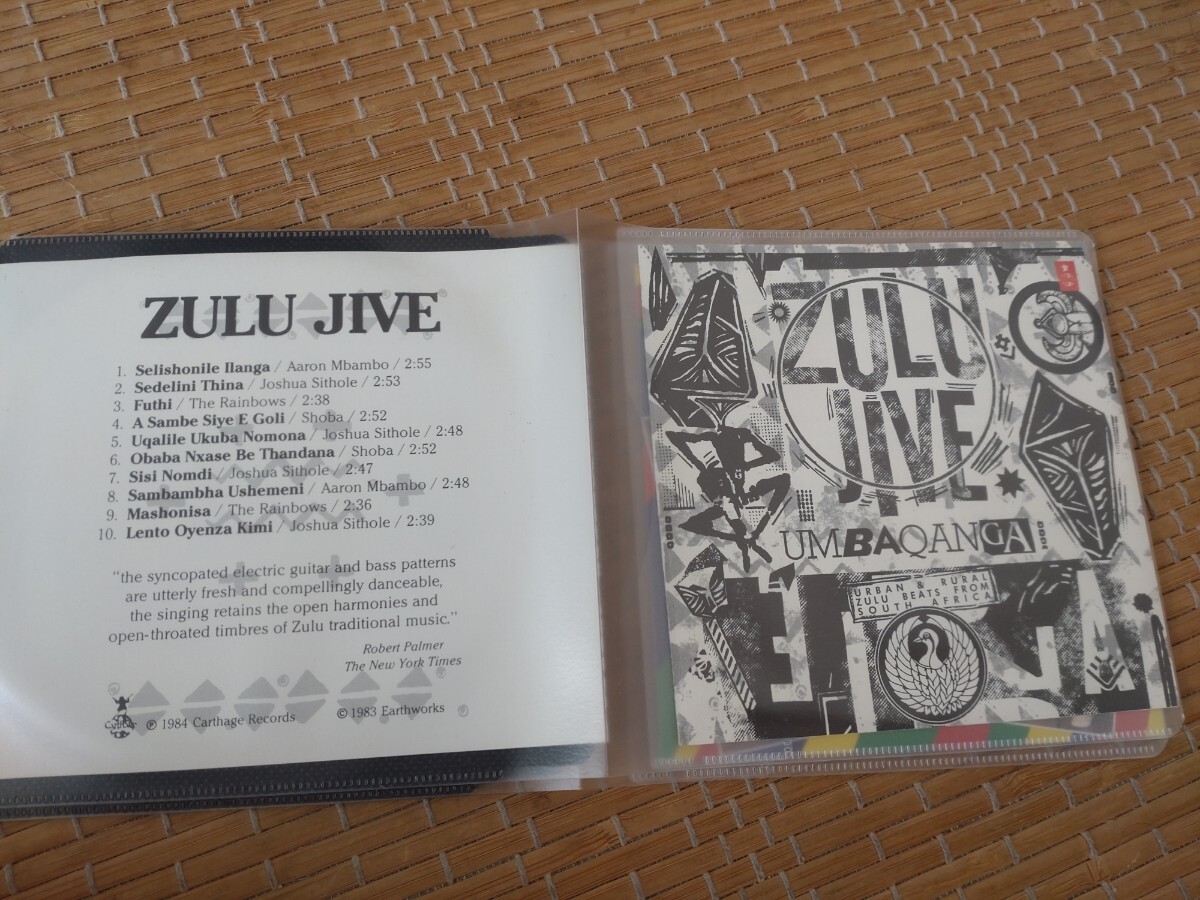 ZULU JIVE
1. Selishonile Ilanga / Aaron Mbambo / 2:55
2. Sedelini Thina / Joshua Sithole / 2:53
3. Futhi / The Rainbows / 2:38
4. A Sambe Siye E Goli / Shoba / 2:52
5. Uqalile Ukuba Nomona / Joshua Sithole / 2:48
6. Obaba Nxase Be Thandana / Shoba / 2:52
7. Sisi Nomdi / Joshua Sithole / 2:47
8. Sambambha Ushemeni / Aaron Mbambo / 2:48
9. Mashonisa / The Rainbows / 2:36
10. Lento Oyenza Kimi / Joshua Sithole / 2:39
"the syncopated electric guitar and bass patterns
are utterly fresh and compellingly danceable,
the singing retains the open harmonies and
open-throated timbres of Zulu traditional music."
Robert Palmer
The New York Times
℗ 1984 Carthage Records © 1983 Earthworks
ZULU
JIVE
UMBAQANGA
URBAN & RURAL
ZULU BEATS FROM
SOUTH AFRICA